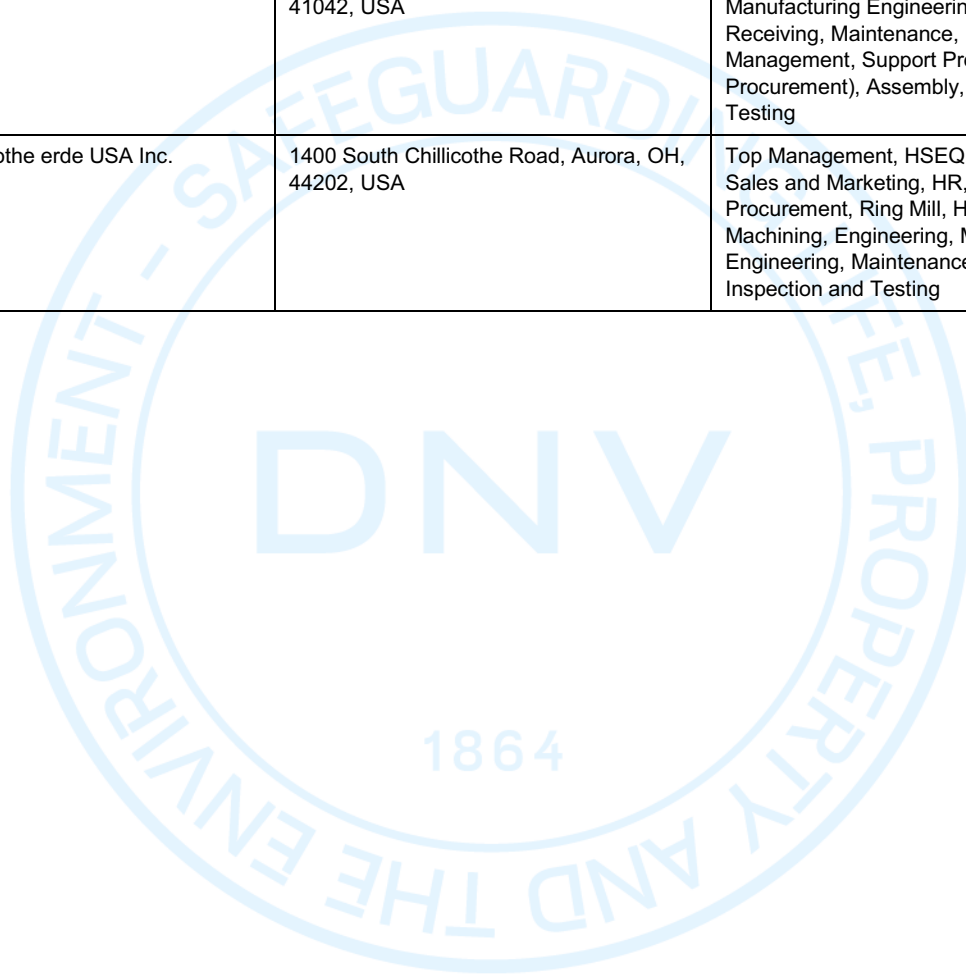 41042, USA
Manufacturing Engineerin
Receiving, Maintenance,
Management, Support Pro
Procurement), Assembly,
Testing
othe erde USA Inc.
1400 South Chillicothe Road, Aurora, OH,
44202, USA
Top Management, HSEQ
Sales and Marketing, HR,
Procurement, Ring Mill, H
Machining, Engineering, M
Engineering, Maintenance
Inspection and Testing
SAFEGUARDING LIFE, PROPERTY AND THE ENVIRONMENT -
DNV
1864